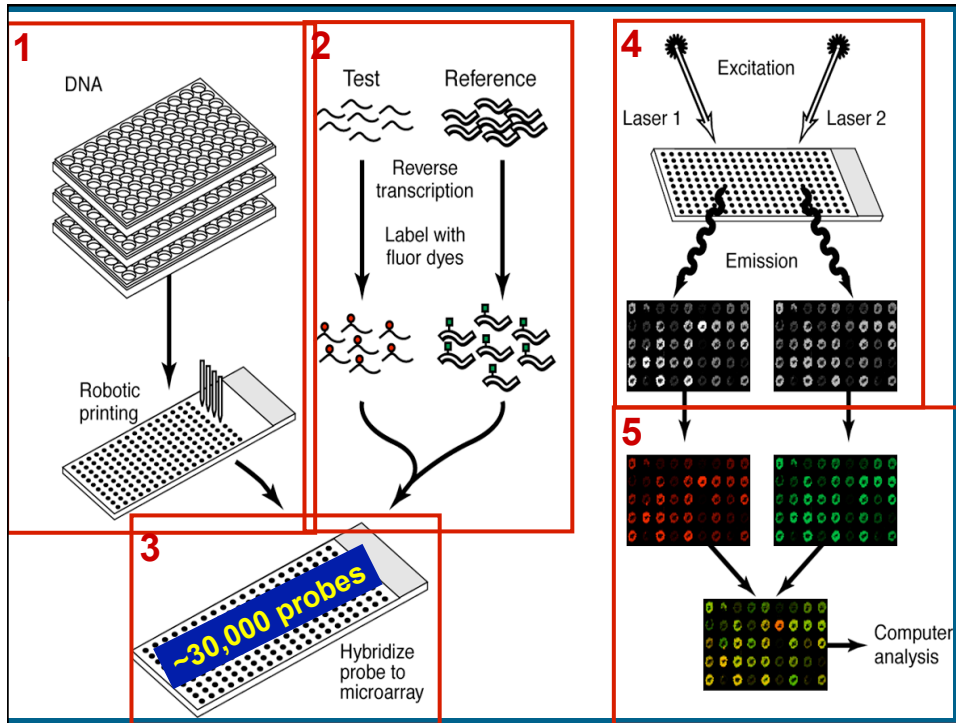 1
DNA
Robotic
printing
2
Test
Reference
Reverse
transcription
Label with
fluor dyes
3
~30,000 probes
Hybridize
probe to
microarray
4
Excitation
Laser 1
Laser 2
Emission
5
Computer
analysis